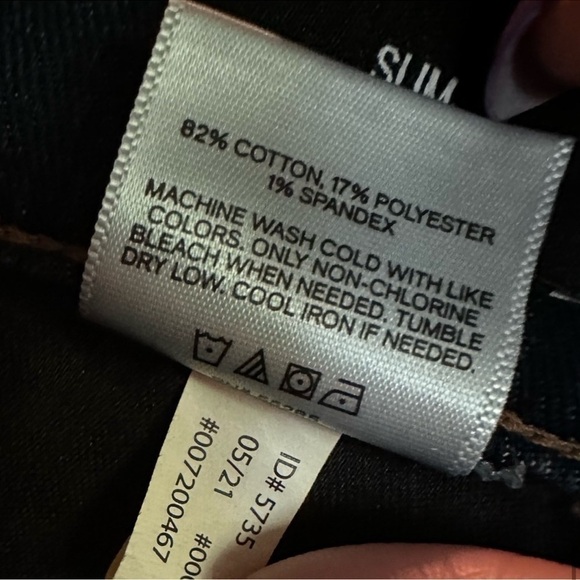 SLIM
82% COTTON, 17% POLYESTER
1% SPANDEX
MACHINE WASH COLD WITH LIKE
COLORS. ONLY NON-CHLORINE
BLEACH WHEN NEEDED. TUMBLE
DRY LOW. COOL IRON IF NEEDED.
ID# 5735
05/21
#007200467